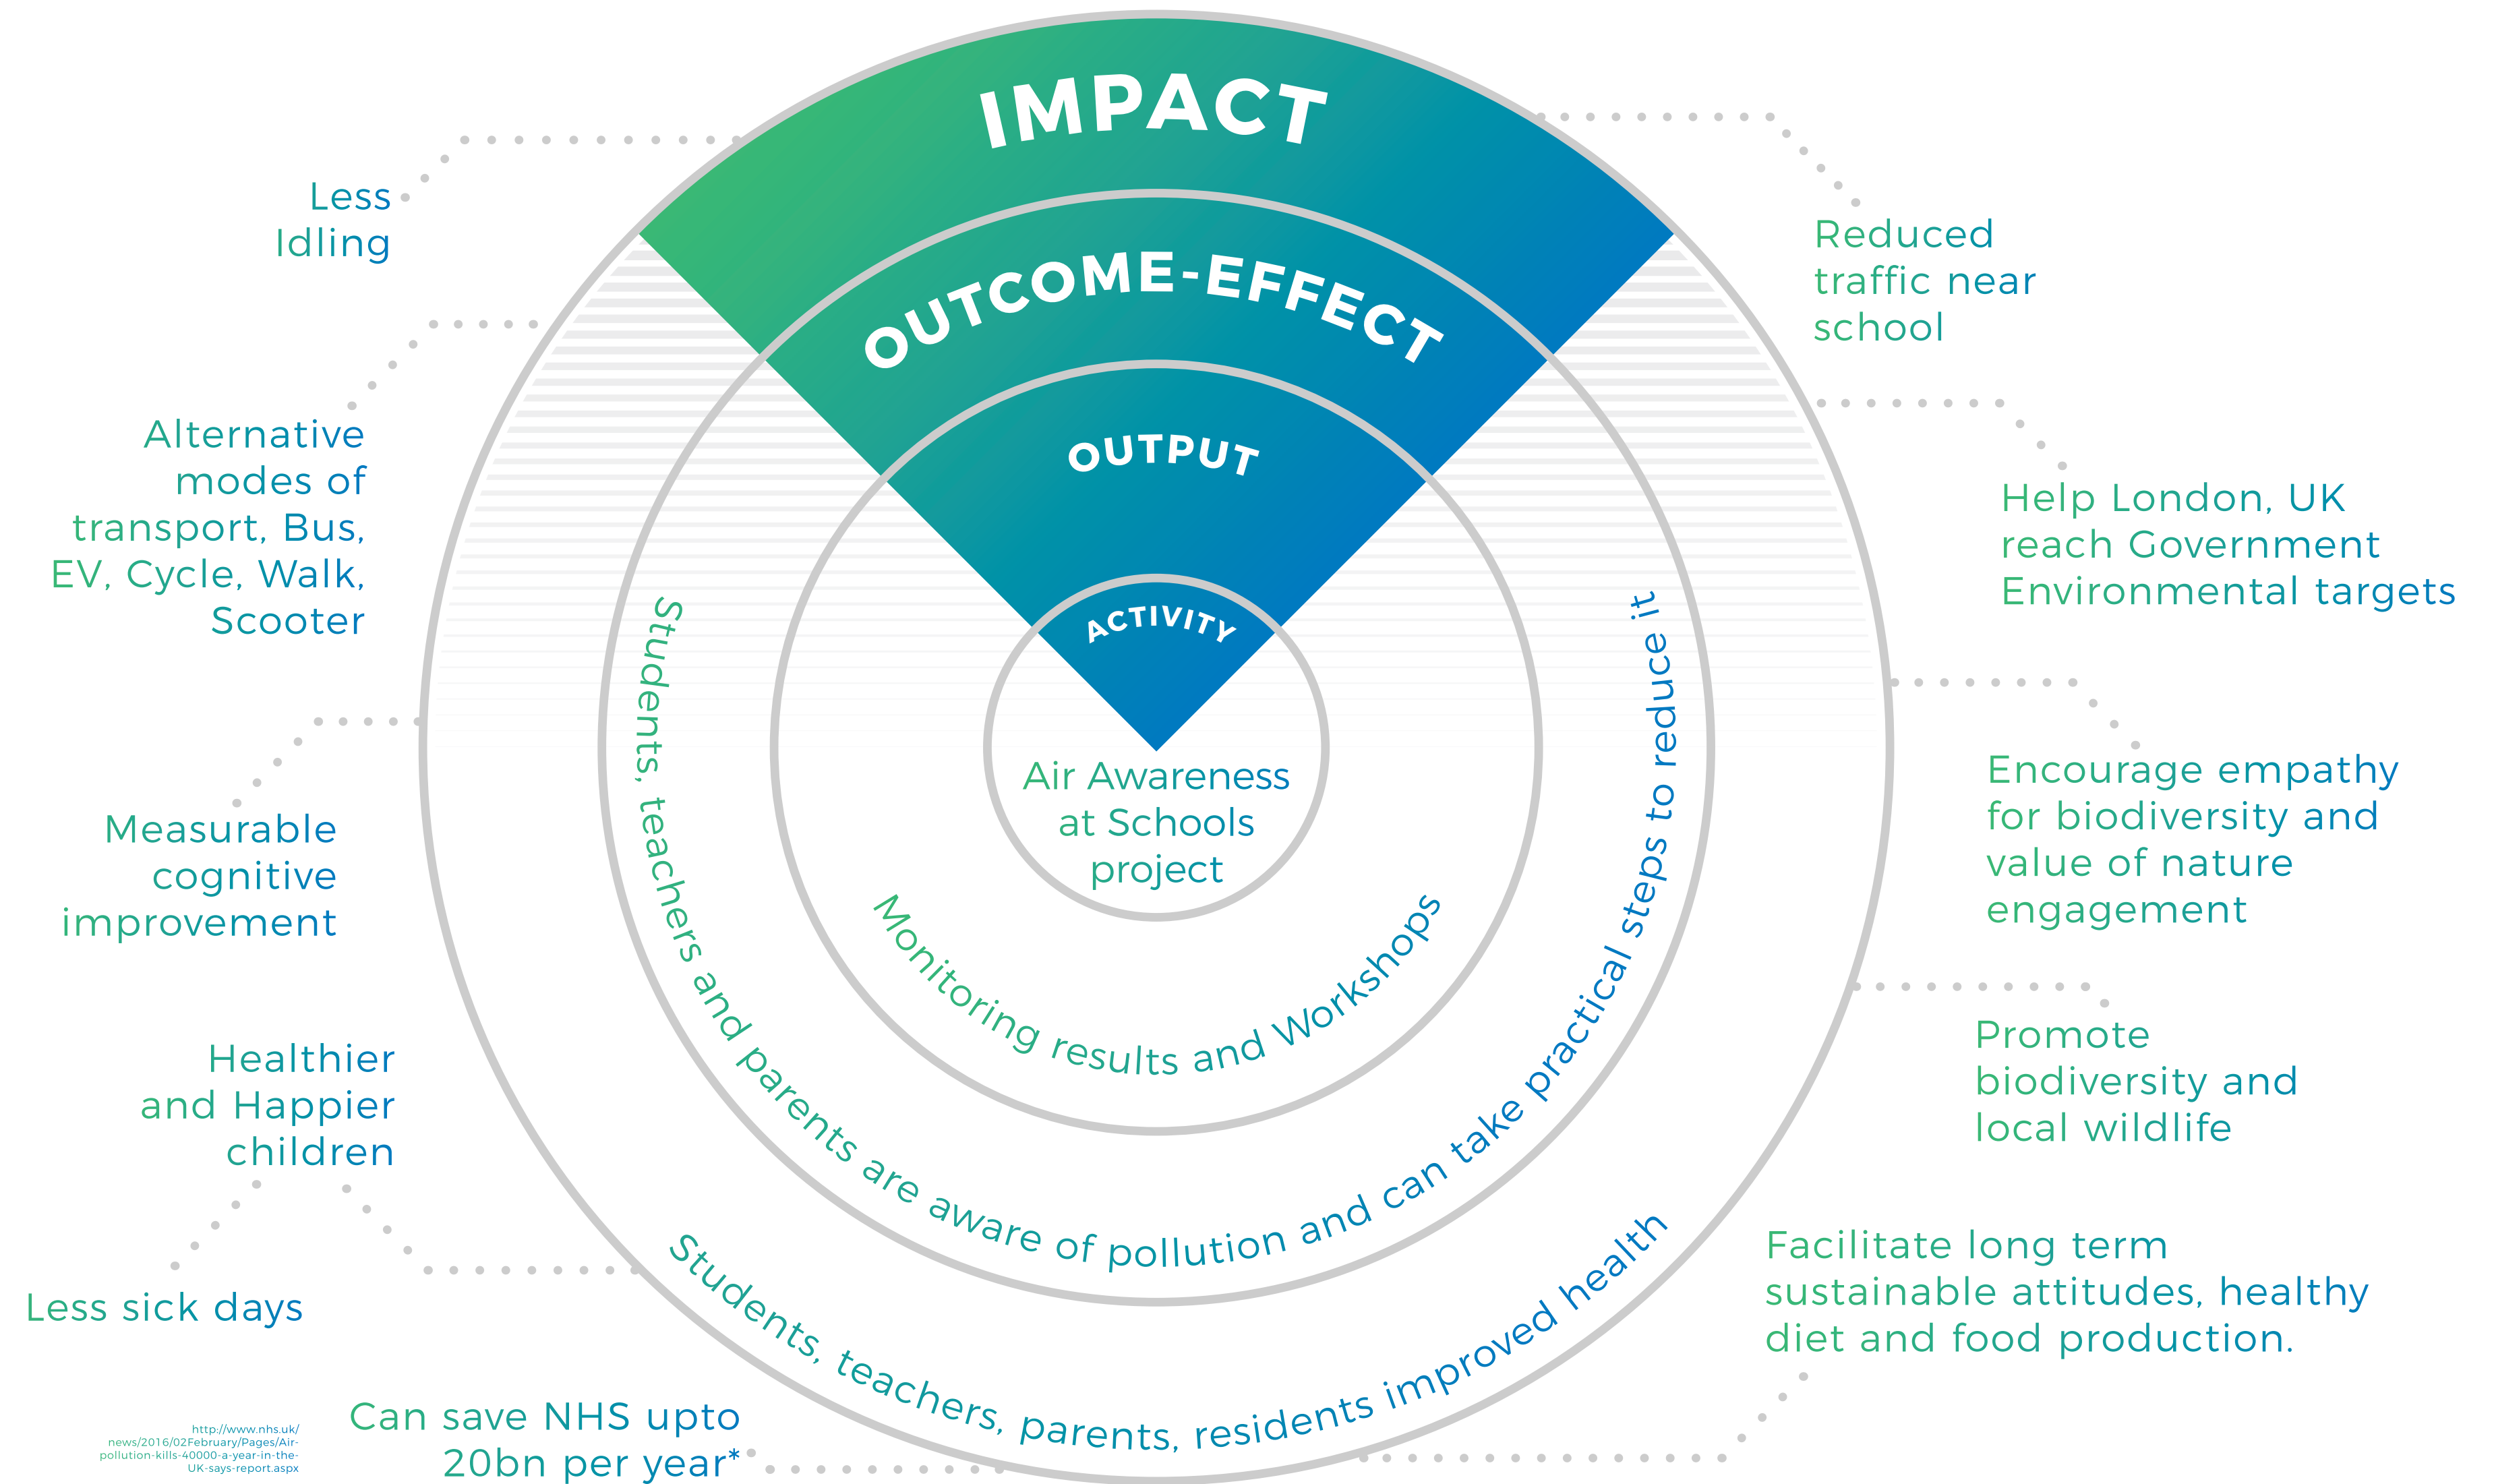 IMPACT
OUTCOME-EFFECT
OUTPUT
ACTIVITY
Air Awareness
at Schools
project
Monitoring results and Workshops
Students, teachers and parents are aware of pollution and can take practical steps to reduce it
Students, teachers, parents, residents improved health
Less
Idling
Alternative
modes of
transport, Bus,
EV, Cycle, Walk,
Scooter
Measurable
cognitive
improvement
Healthier
and Happier
children
Less sick days
Can save NHS upto
20bn per year*
http://www.nhs.uk/
news/2016/02February/Pages/Air-
pollution-kills-40000-a-year-in-the-
UK-says-report.aspx
Reduced
traffic near
school
Help London, UK
reach Government
Environmental targets
Encourage empathy
for biodiversity and
value of nature
engagement
Promote
biodiversity and
local wildlife
Facilitate long term
sustainable attitudes, healthy
diet and food production.